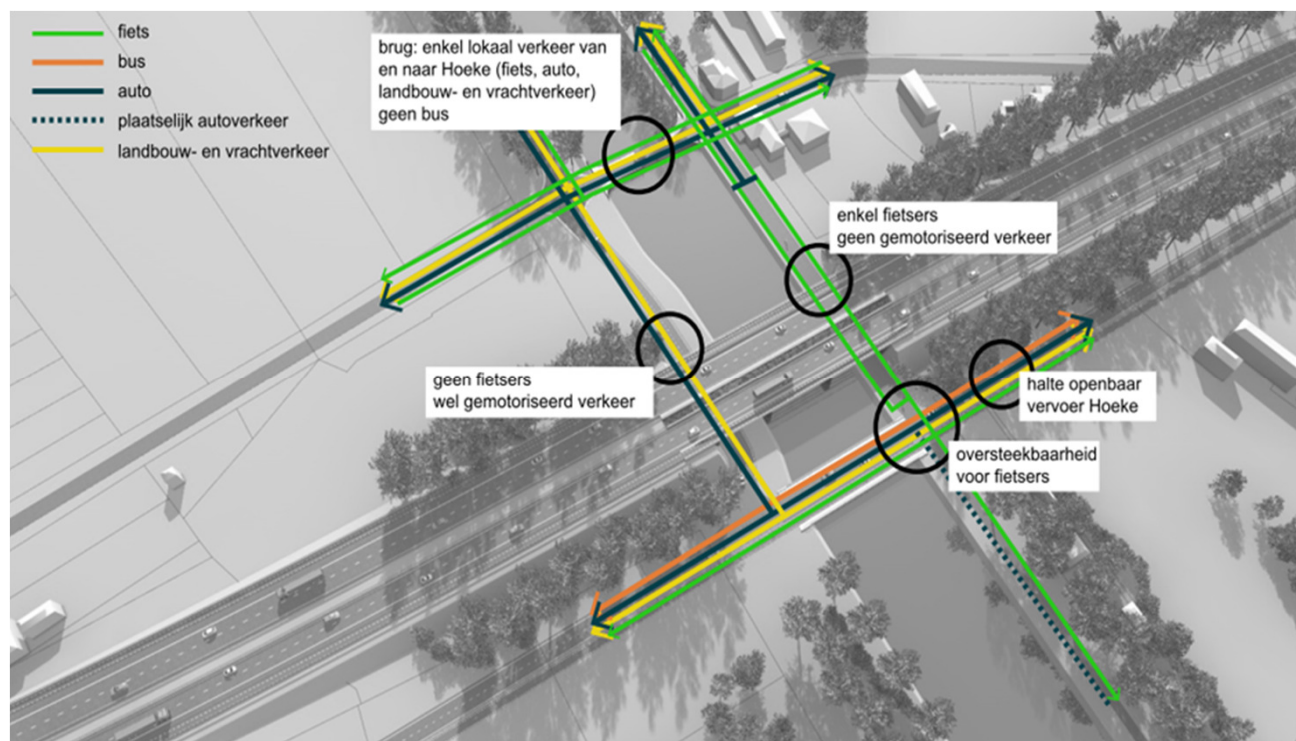 fiets
bus
auto
plaatselijk autoverkeer
landbouw- en vrachtverkeer
brug: enkel lokaal verkeer van
en naar Hoeke (fiets, auto,
landbouw- en vrachtverkeer)
geen bus
enkel fietsers
geen gemotoriseerd verkeer
geen fietsers
wel gemotoriseerd verkeer
halte openbaar
vervoer Hoeke
oversteekbaarheid
voor fietsers